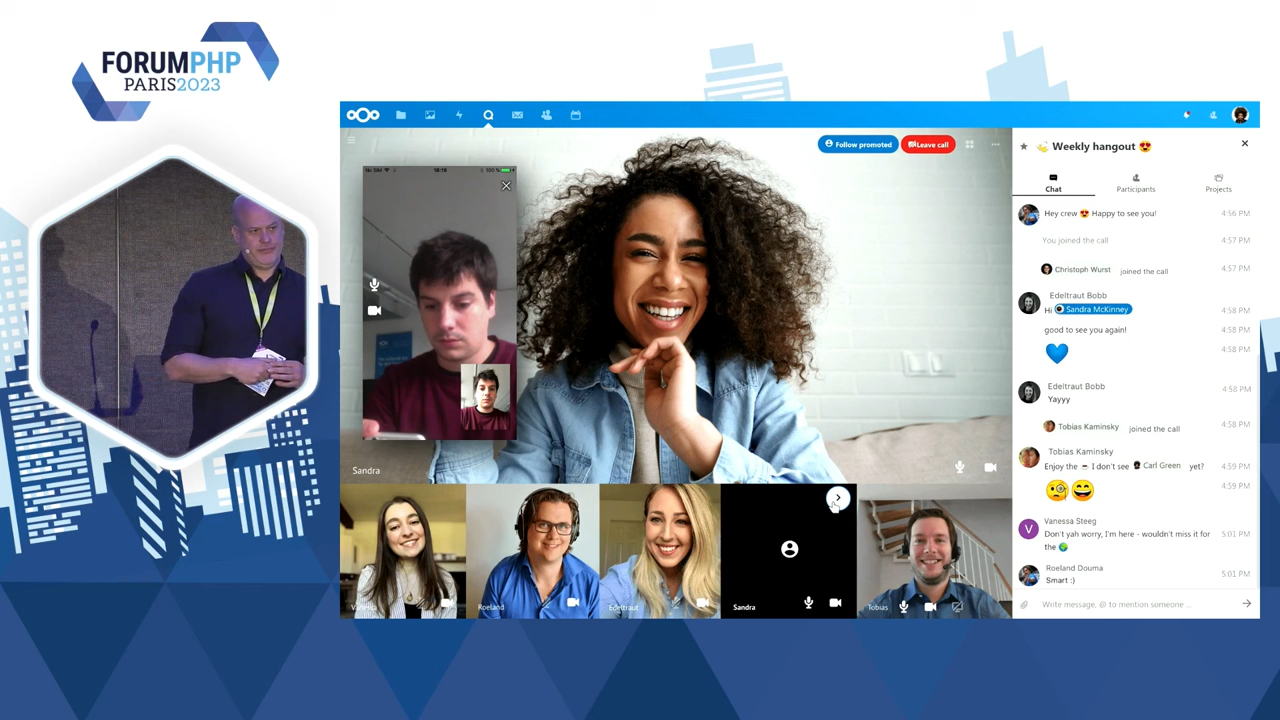 FORUMPHP
PARIS2023
Follow promoted
Leave call
No SIM
18:18
100
Sandra
Roeland
Edeltraut
Sandra
Tobias
Weekly hangout 😍
Chat
Participants
Projects
Hey crew 😍 Happy to see you!
4:56 PM
You joined the call
4:57 PM
Christoph Wurst joined the call
4:57 PM
Edeltraut Bobb
Hi Sandra McKinney
4:58 PM
good to see you again!
4:58 PM
💙
4:58 PM
Edeltraut Bobb
4:58 PM
Yayyy
Tobias Kaminsky joined the call
4:58 PM
Tobias Kaminsky
Enjoy the ☕ I don't see Carl Green yet?
4:59 PM
🧐😄
4:59 PM
V
Vanessa Steeg
Don't yah worry, I'm here - wouldn't miss it for
5:01 PM
the 🌍
Roeland Douma
Smart :)
5:01 PM
Write message, @ to mention someone ...